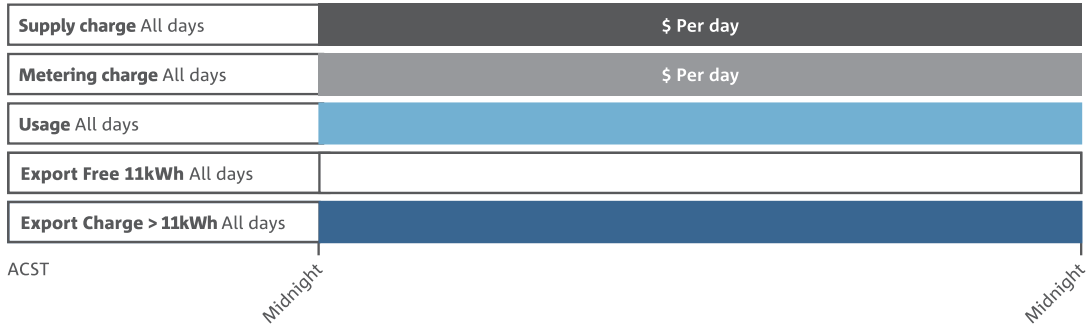 Supply charge All days
$ Per day
Metering charge All days
$ Per day
Usage All days
Export Free 11kWh All days
Export Charge > 11kWh All days
ACST
Midnight
Midnight